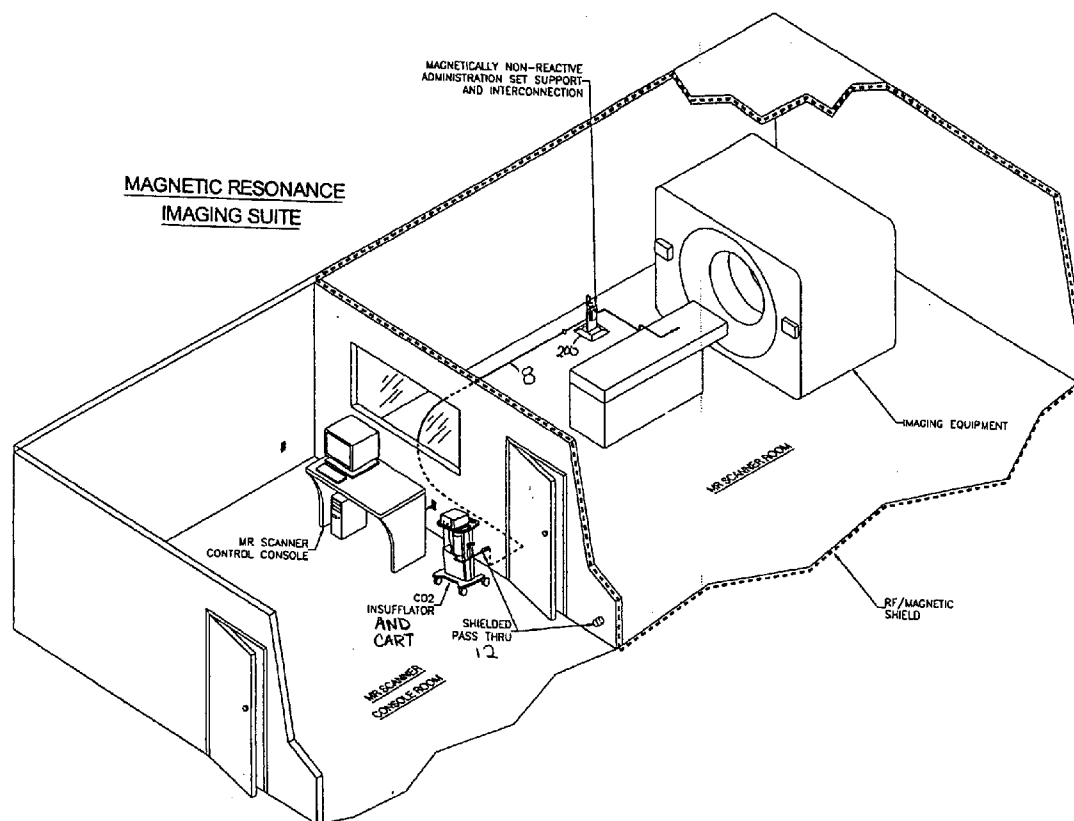 MAGNETICALLY NON-REACTIVE
ADMINISTRATION SET SUPPORT
AND INTERCONNECTION
MAGNETIC RESONANCE
IMAGING SUITE
200
8
IMAGING EQUIPMENT
MR SCANNER ROOM
MR SCANNER
CONTROL CONSOLE
CO2
INSUFFLATOR
AND
CART
SHIELDED
PASS THRU
12
RF/MAGNETIC
SHIELD
MR SCANNER
CONSOLE ROOM